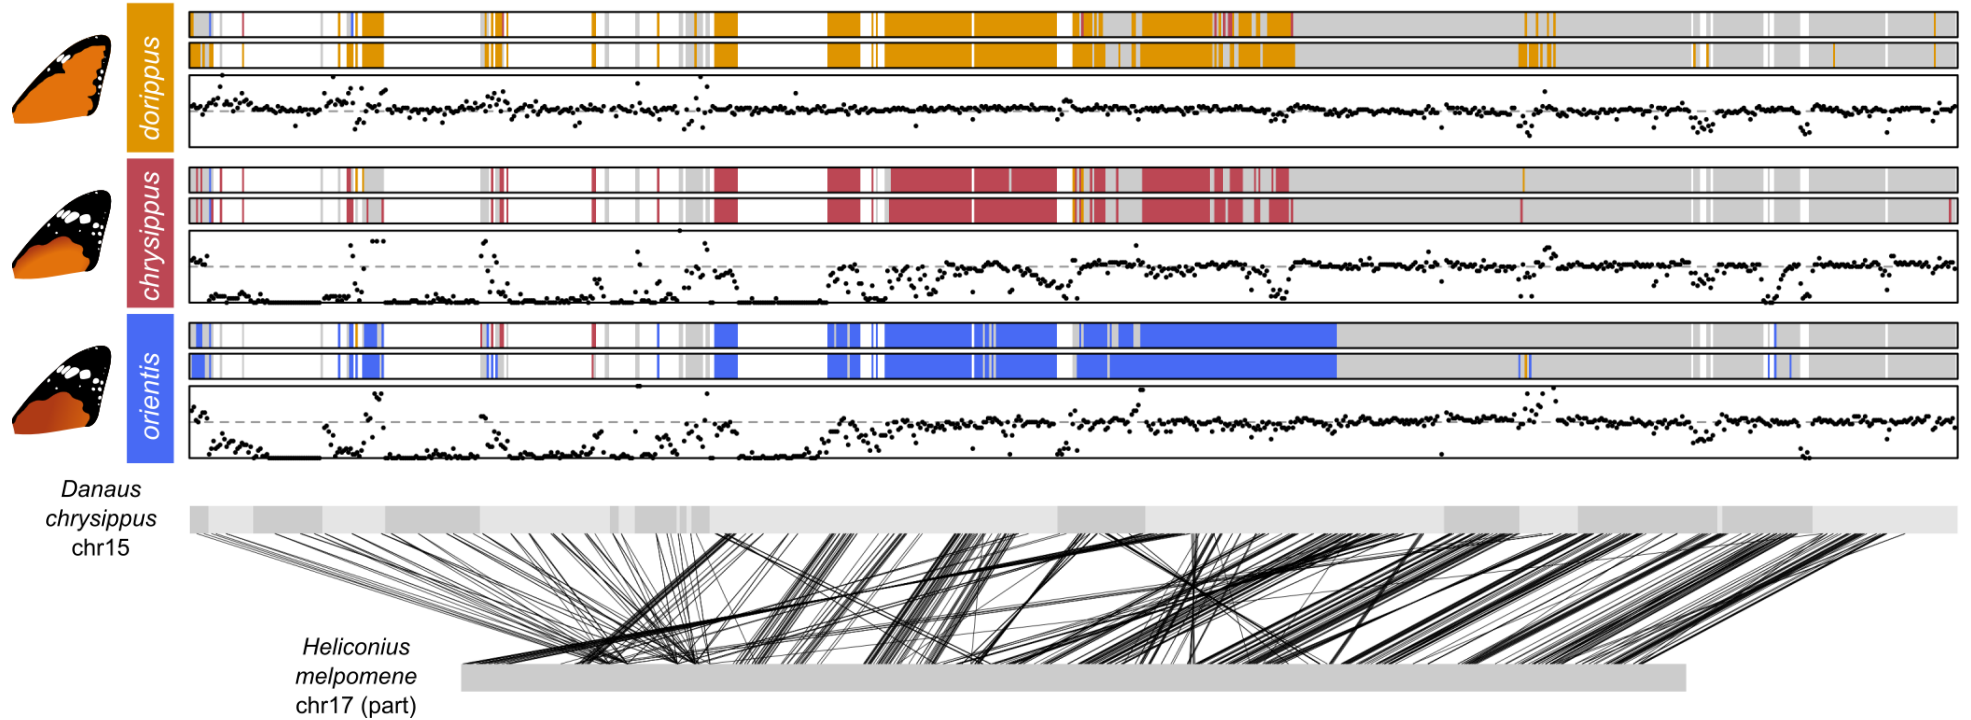 dorippus
chrysippus
orientis
Danaus
chrysippus
chr15
Heliconius
melpomene
chr17 (part)